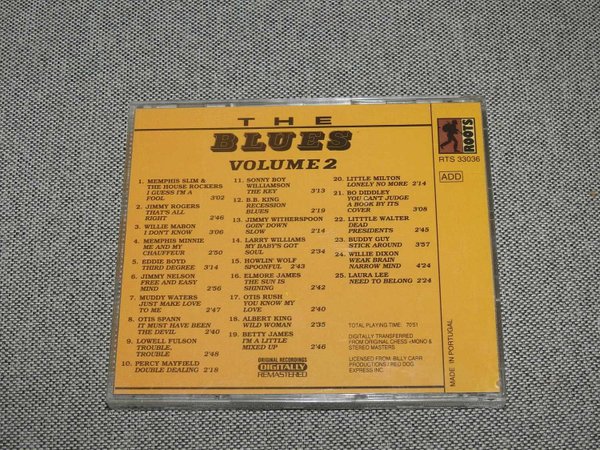 THE
BLUES
VOLUME 2
1. MEMPHIS SLIM &
THE HOUSE ROCKERS
I GUESS I'M A
FOOL 3'02
2. JIMMY ROGERS
THAT'S ALL
RIGHT 2'46
3. WILLIE MABON
I DON'T KNOW 3'06
4. MEMPHIS MINNIE
ME AND MY
CHAUFFEUR 2'50
5. EDDIE BOYD
THIRD DEGREE 3'14
6. JIMMY NELSON
FREE AND EASY
MIND 2'56
7. MUDDY WATERS
JUST MAKE LOVE
TO ME 2'47
8. OTIS SPANN
IT MUST HAVE BEEN
THE DEVIL 2'40
9. LOWELL FULSON
TROUBLE,
TROUBLE 2'48
10. PERCY MAYFIELD
DOUBLE DEALING 2'18
11. SONNY BOY
WILLIAMSON
THE KEY 3'13
12. B.B. KING
RECESSION
BLUES 2'19
13. JIMMY WITHERSPOON
GOIN' DOWN
SLOW 2'14
14. LARRY WILLIAMS
MY BABY'S GOT
SOUL 2'34
15. HOWLIN WOLF
SPOONFUL 2'43
16. ELMORE JAMES
THE SUN IS
SHINING 2'42
17. OTIS RUSH
YOU KNOW MY
LOVE 2'40
18. ALBERT KING
WILD WOMAN 2'35
19. BETTY JAMES
I'M A LITTLE
MIXED UP 2'46
ORIGINAL RECORDINGS
DIGITALLY
REMASTERED
20. LITTLE MILTON
LONELY NO MORE 2'14
21. BO DIDDLEY
YOU CAN'T JUDGE
A BOOK BY ITS
COVER 3'08
22. LITTLE WALTER
DEAD
PRESIDENTS 2'45
23. BUDDY GUY
STICK AROUND 3'57
24. WILLIE DIXON
WEAK BRAIN
NARROW MIND 4'24
25. LAURA LEE
NEED TO BELONG 2'24
TOTAL PLAYING TIME: 70'51
DIGITALLY TRANSFERRED
FROM ORIGINAL CHESS - MONO &
STEREO MASTERS
LICENSED FROM - BILLY CARR
PRODUCTIONS / RED DOG
EXPRESS INC
ROOTS
RTS 33036
ADD
MADE IN PORTUGAL